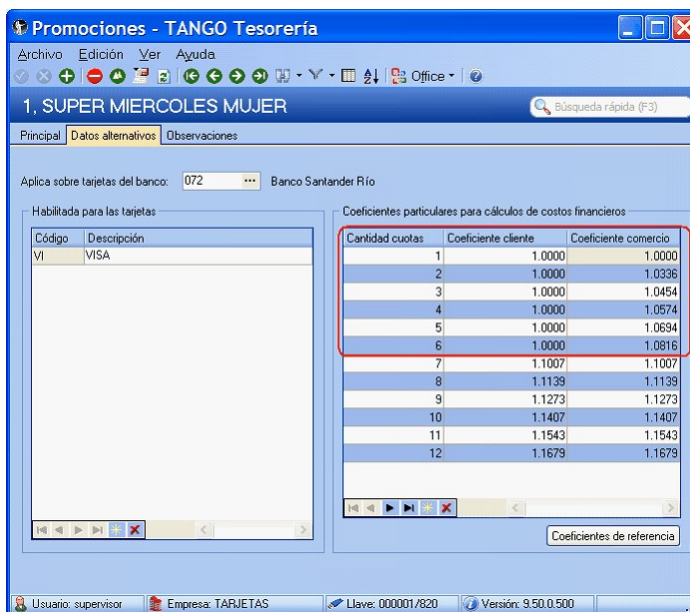 Promociones - TANGO Tesorería
Archivo Edición Ver Ayuda
Office
1, SUPER MIERCOLES MUJER
Búsqueda rápida (F3)
Principal Datos alternativos Observaciones
Aplica sobre tarjetas del banco: 072 ... Banco Santander Río
Habilitada para las tarjetas
Código Descripción
VI VISA
Coeficientes particulares para cálculos de costos financieros
Cantidad cuotas Coeficiente cliente Coeficiente comercio
1 1.0000 1.0000
2 1.0000 1.0336
3 1.0000 1.0454
4 1.0000 1.0574
5 1.0000 1.0694
6 1.0000 1.0816
7 1.1007 1.1007
8 1.1139 1.1139
9 1.1273 1.1273
10 1.1407 1.1407
11 1.1543 1.1543
12 1.1679 1.1679
Coeficientes de referencia
Usuario: supervisor Empresa: TARJETAS Llave: 000001/820 Versión: 9.50.0.500